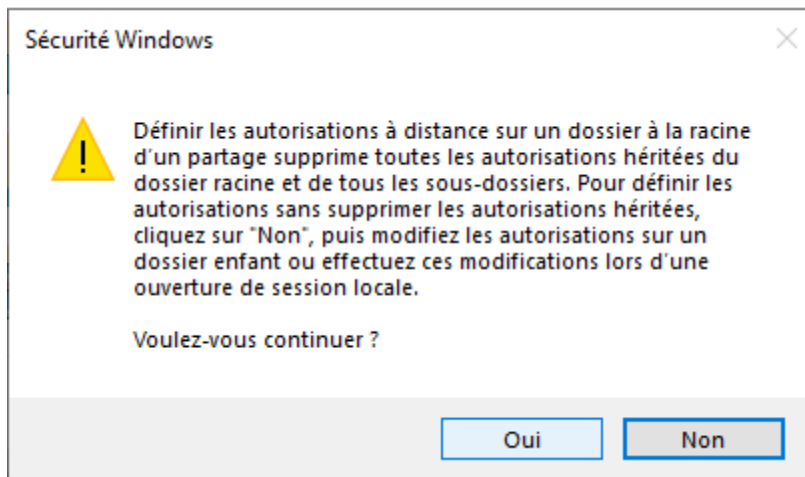 Sécurité Windows
Définir les autorisations à distance sur un dossier à la racine
d'un partage supprime toutes les autorisations héritées du
dossier racine et de tous les sous-dossiers. Pour définir les
autorisations sans supprimer les autorisations héritées,
cliquez sur "Non", puis modifiez les autorisations sur un
dossier enfant ou effectuez ces modifications lors d'une
ouverture de session locale.
Voulez-vous continuer ?
Oui
Non